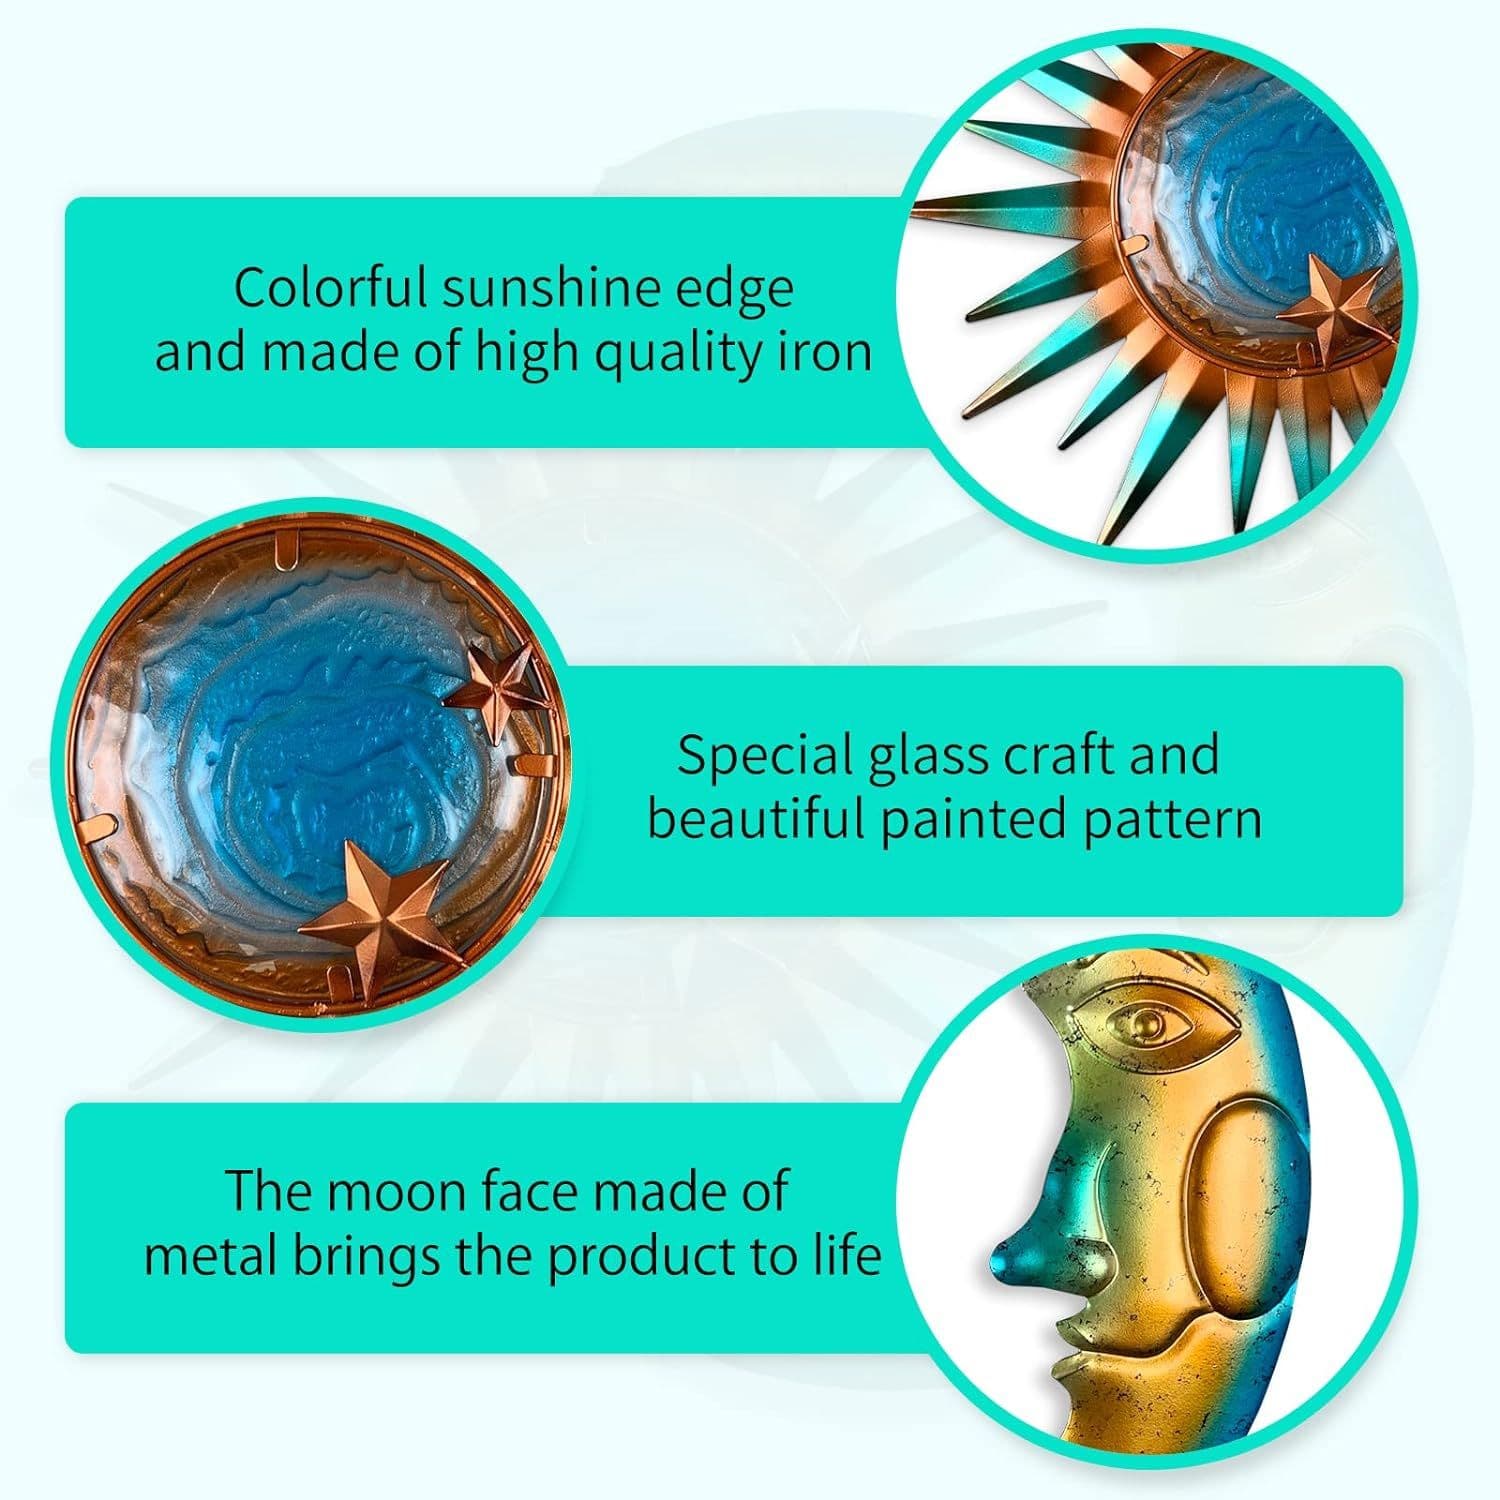 Colorful sunshine edge
and made of high quality iron
Special glass craft and
beautiful painted pattern
The moon face made of
metal brings the product to life